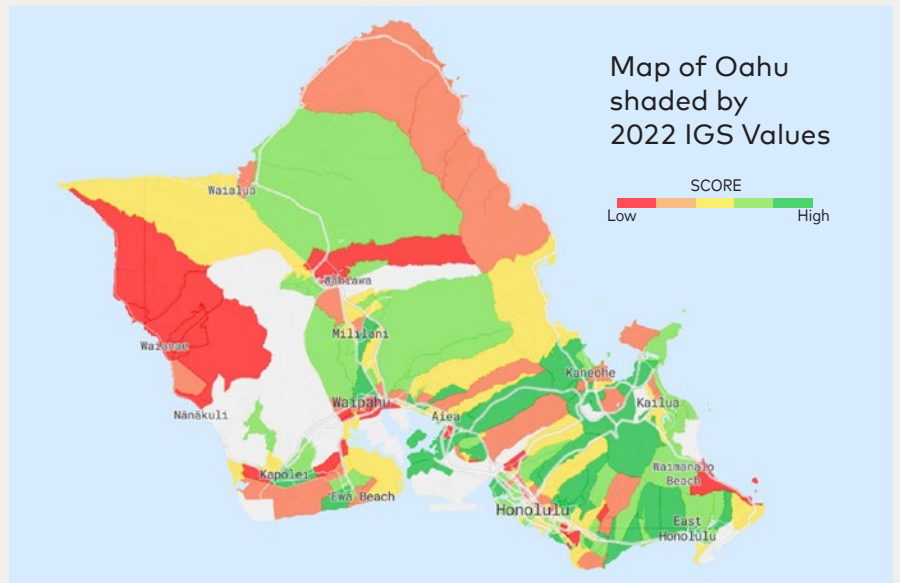 Map of Oahu
shaded by
2022 IGS Values
SCORE
Low High
Waialua
Wahiawa
Mililani
Waianae
Kaneohe
Waipahu
Kailua
Nānākuli
Aiea
Kapolei
Waimanalo
Beach
Ewa Beach
Honolulu
East
Honolulu